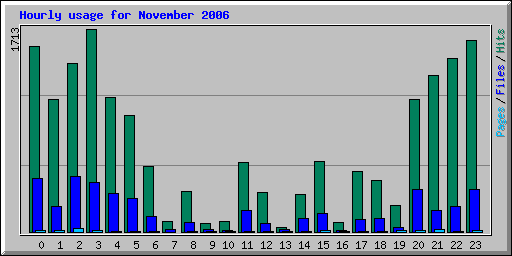 Hourly usage for November 2006
1713
Pages/Files/Hits
0 1 2 3 4 5 6 7 8 9 10 11 12 13 14 15 16 17 18 19 20 21 22 23